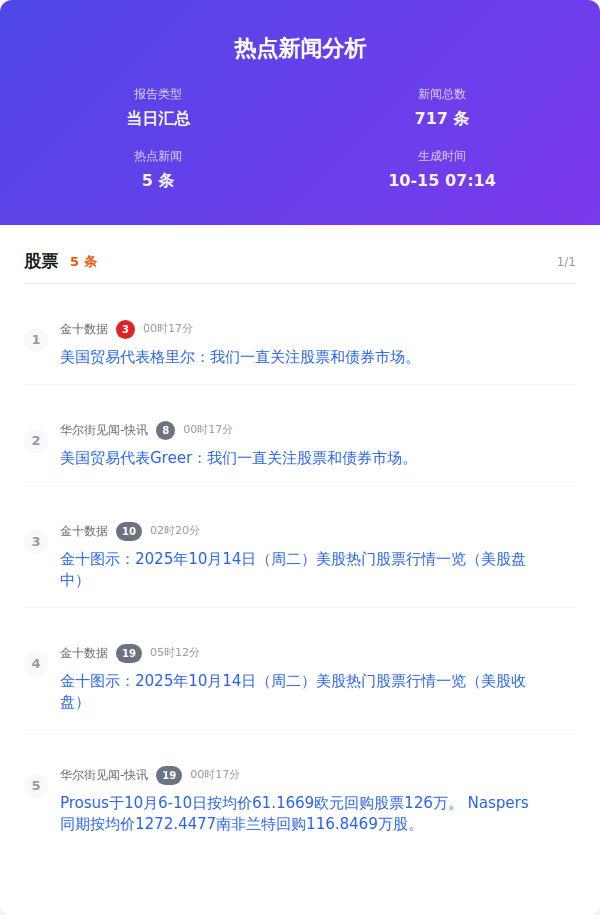 热点新闻分析
报告类型
当日汇总
新闻总数
717 条
热点新闻
5 条
生成时间
10-15 07:14
股票 5 条 1/1
1
金十数据 3 00时17分
美国贸易代表格里尔：我们一直关注股票和债券市场。
2
华尔街见闻-快讯 8 00时17分
美国贸易代表Greer：我们一直关注股票和债券市场。
3
金十数据 10 02时20分
金十图示：2025年10月14日（周二）美股热门股票行情一览（美股盘
中）
4
金十数据 19 05时12分
金十图示：2025年10月14日（周二）美股热门股票行情一览（美股收
盘）
5
华尔街见闻-快讯 19 00时17分
Prosus于10月6-10日按均价61.1669欧元回购股票126万。 Naspers
同期按均价1272.4477南非兰特回购116.8469万股。